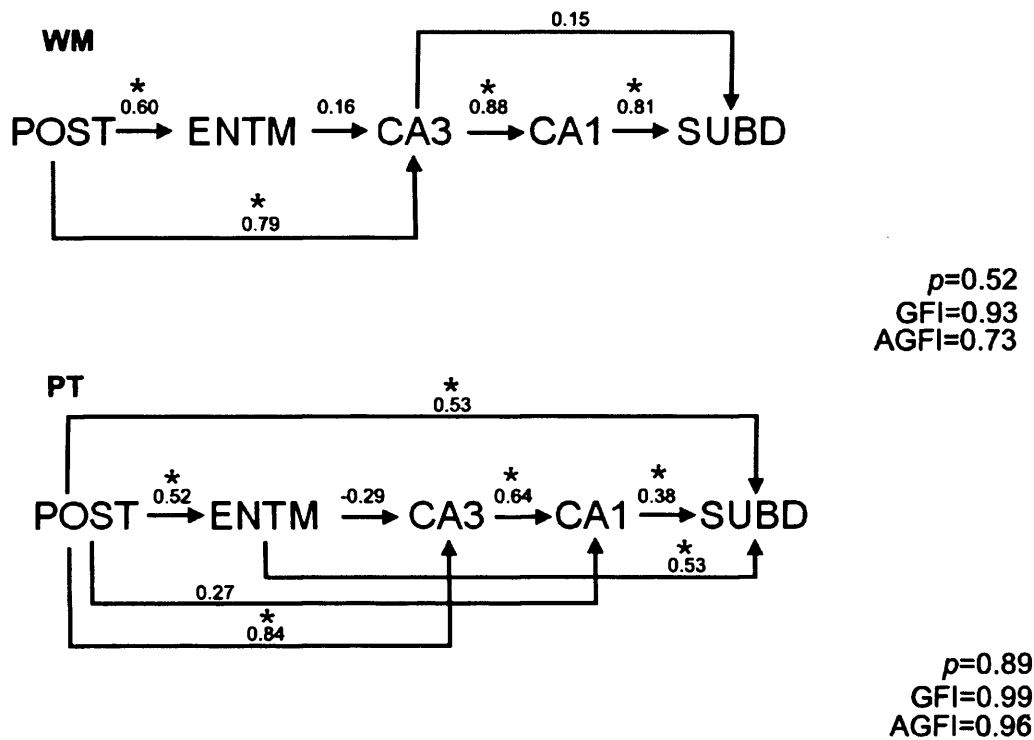 0.15
WM
* * *
0.60 0.16 0.88 0.81
POST ENTM CA3 CA1 SUBD
*
0.79
p=0.52
GFI=0.93
AGFI=0.73
PT
*
0.53
* * *
0.52 -0.29 0.64 0.38
POST ENTM CA3 CA1 SUBD
*
0.53
0.27
*
0.84
p=0.89
GFI=0.99
AGFI=0.96